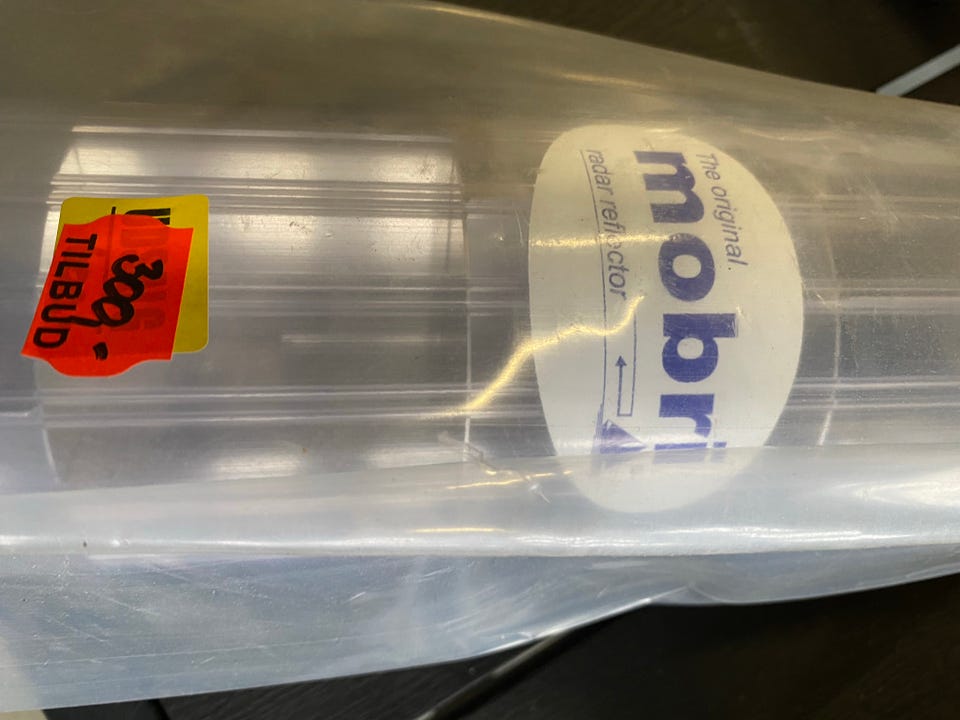 The original.
mobri
radar reflector
TILBUD
300,-